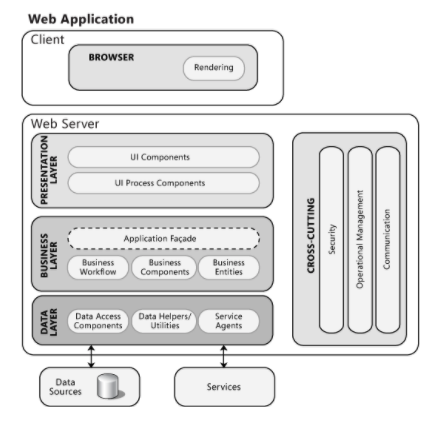 Web Application
Client
BROWSER
Rendering
Web Server
PRESENTATION
LAYER
UI Components
UI Process Components
BUSINESS
LAYER
Application Façade
Business
Workflow
Business
Components
Business
Entities
DATA
LAYER
Data Access
Components
Data Helpers/
Utilities
Service
Agents
CROSS-CUTTING
Security
Operational Management
Communication
Data
Sources
Services